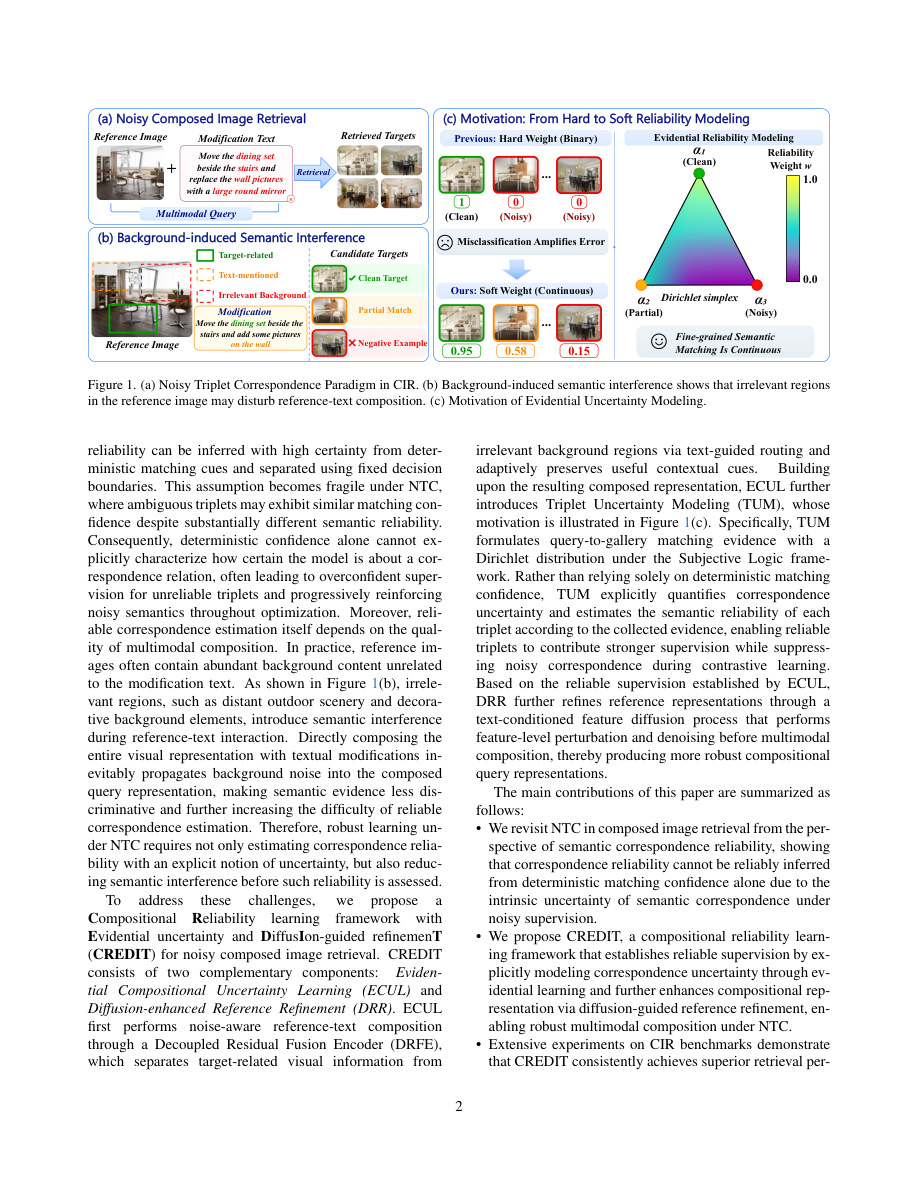 (a) Noisy Composed Image Retrieval
Reference Image
Modification Text
Retrieved Targets
+
Move the dining set
beside the stairs and
replace the wall pictures
with a large round mirror
Retrieval
Multimodal Query
(b) Background-induced Semantic Interference
Target-related
Text-mentioned
Irrelevant Background
Modification
Move the dining set beside the
stairs and add some pictures
on the wall
Reference Image
Candidate Targets
Clean Target
Partial Match
Negative Example
(c) Motivation: From Hard to Soft Reliability Modeling
Previous: Hard Weight (Binary)
...
1
0
0
(Clean)
(Noisy)
(Noisy)
Misclassification Amplifies Error
Ours: Soft Weight (Continuous)
...
0.95
0.58
0.15
Evidential Reliability Modeling
α₁
(Clean)
Reliability
Weight w
1.0
0.0
α₂
(Partial)
Dirichlet simplex
α₃
(Noisy)
Fine-grained Semantic
Matching Is Continuous
Figure 1. (a) Noisy Triplet Correspondence Paradigm in CIR. (b) Background-induced semantic interference shows that irrelevant regions
in the reference image may disturb reference-text composition. (c) Motivation of Evidential Uncertainty Modeling.
reliability can be inferred with high certainty from deter-
ministic matching cues and separated using fixed decision
boundaries. This assumption becomes fragile under NTC,
where ambiguous triplets may exhibit similar matching con-
fidence despite substantially different semantic reliability.
Consequently, deterministic confidence alone cannot ex-
plicitly characterize how certain the model is about a cor-
respondence relation, often leading to overconfident super-
vision for unreliable triplets and progressively reinforcing
noisy semantics throughout optimization. Moreover, reli-
able correspondence estimation itself depends on the qual-
ity of multimodal composition. In practice, reference im-
ages often contain abundant background content unrelated
to the modification text. As shown in Figure 1(b), irrele-
vant regions, such as distant outdoor scenery and decora-
tive background elements, introduce semantic interference
during reference-text interaction. Directly composing the
entire visual representation with textual modifications in-
evitably propagates background noise into the composed
query representation, making semantic evidence less dis-
criminative and further increasing the difficulty of reliable
correspondence estimation. Therefore, robust learning un-
der NTC requires not only estimating correspondence relia-
bility with an explicit notion of uncertainty, but also reduc-
ing semantic interference before such reliability is assessed.
To address these challenges, we propose a
Compositional Reliability learning framework with
Evidential uncertainty and DiffusIon-guided refinemenT
(CREDIT) for noisy composed image retrieval. CREDIT
consists of two complementary components: Eviden-
tial Compositional Uncertainty Learning (ECUL) and
Diffusion-enhanced Reference Refinement (DRR). ECUL
first performs noise-aware reference-text composition
through a Decoupled Residual Fusion Encoder (DRFE),
which separates target-related visual information from
irrelevant background regions via text-guided routing and
adaptively preserves useful contextual cues. Building
upon the resulting composed representation, ECUL further
introduces Triplet Uncertainty Modeling (TUM), whose
motivation is illustrated in Figure 1(c). Specifically, TUM
formulates query-to-gallery matching evidence with a
Dirichlet distribution under the Subjective Logic frame-
work. Rather than relying solely on deterministic matching
confidence, TUM explicitly quantifies correspondence
uncertainty and estimates the semantic reliability of each
triplet according to the collected evidence, enabling reliable
triplets to contribute stronger supervision while suppress-
ing noisy correspondence during contrastive learning.
Based on the reliable supervision established by ECUL,
DRR further refines reference representations through a
text-conditioned feature diffusion process that performs
feature-level perturbation and denoising before multimodal
composition, thereby producing more robust compositional
query representations.
The main contributions of this paper are summarized as
follows:
• We revisit NTC in composed image retrieval from the per-
spective of semantic correspondence reliability, showing
that correspondence reliability cannot be reliably inferred
from deterministic matching confidence alone due to the
intrinsic uncertainty of semantic correspondence under
noisy supervision.
• We propose CREDIT, a compositional reliability learn-
ing framework that establishes reliable supervision by ex-
plicitly modeling correspondence uncertainty through ev-
idential learning and further enhances compositional rep-
resentation via diffusion-guided reference refinement, en-
abling robust multimodal composition under NTC.
• Extensive experiments on CIR benchmarks demonstrate
that CREDIT consistently achieves superior retrieval per-
2